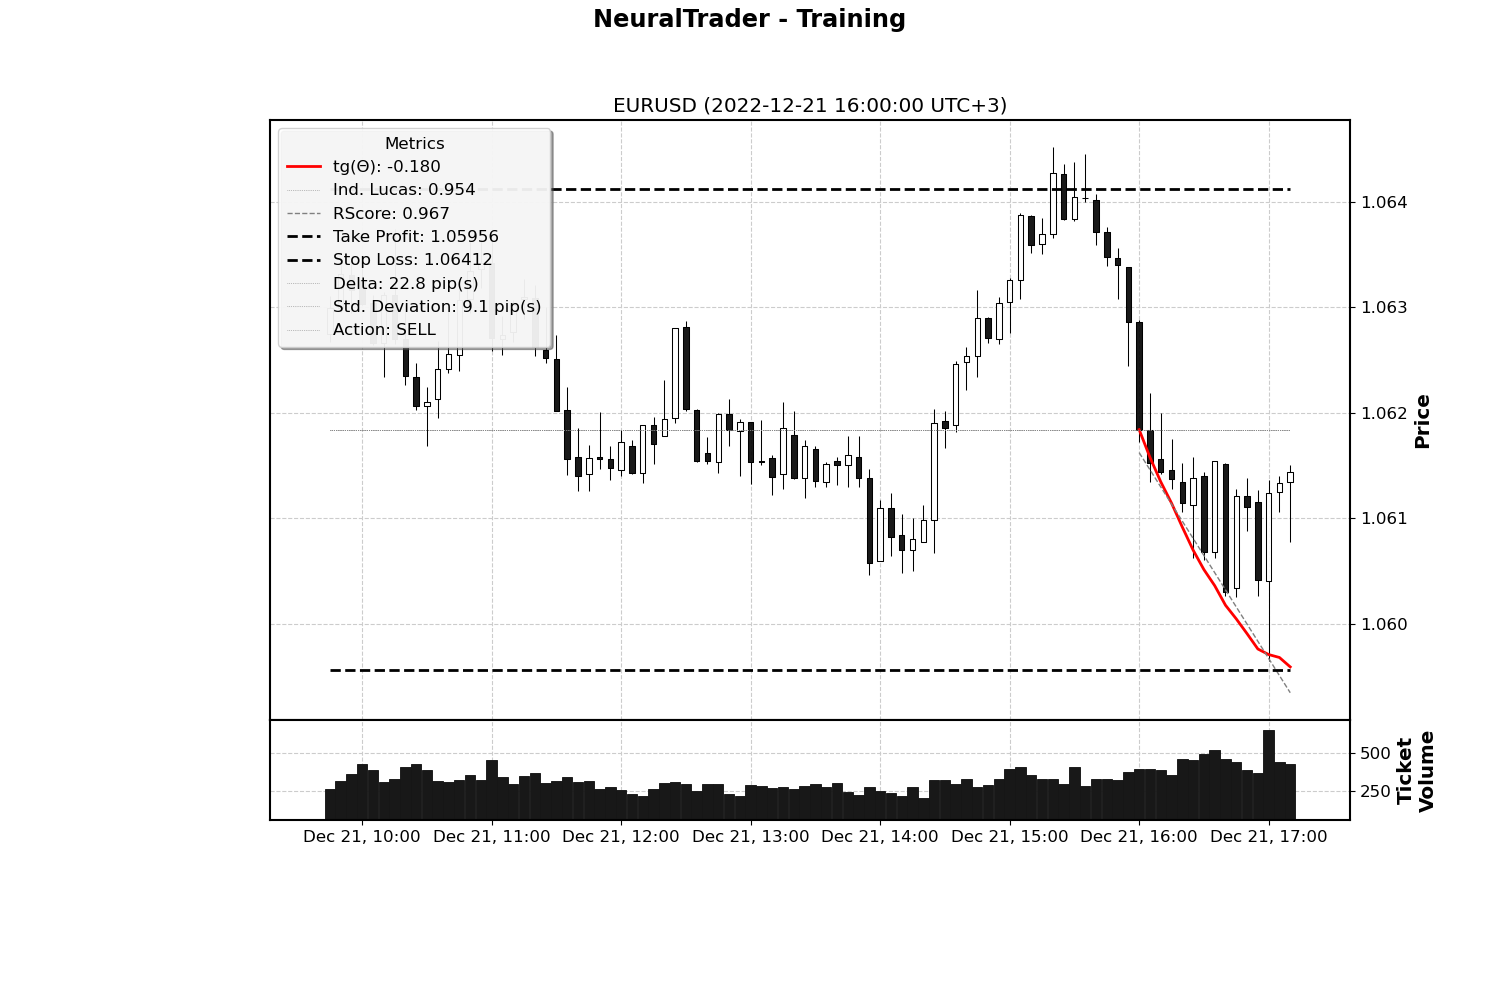 NeuralTrader - Training
EURUSD (2022-12-21 16:00:00 UTC+3)
Metrics
tg(Θ): -0.180
Ind. Lucas: 0.954
RScore: 0.967
Take Profit: 1.05956
Stop Loss: 1.06412
Delta: 22.8 pip(s)
Std. Deviation: 9.1 pip(s)
Action: SELL
1.064
1.063
1.062
1.061
1.060
Price
500
250
Ticket
Volume
Dec 21, 10:00
Dec 21, 11:00
Dec 21, 12:00
Dec 21, 13:00
Dec 21, 14:00
Dec 21, 15:00
Dec 21, 16:00
Dec 21, 17:00